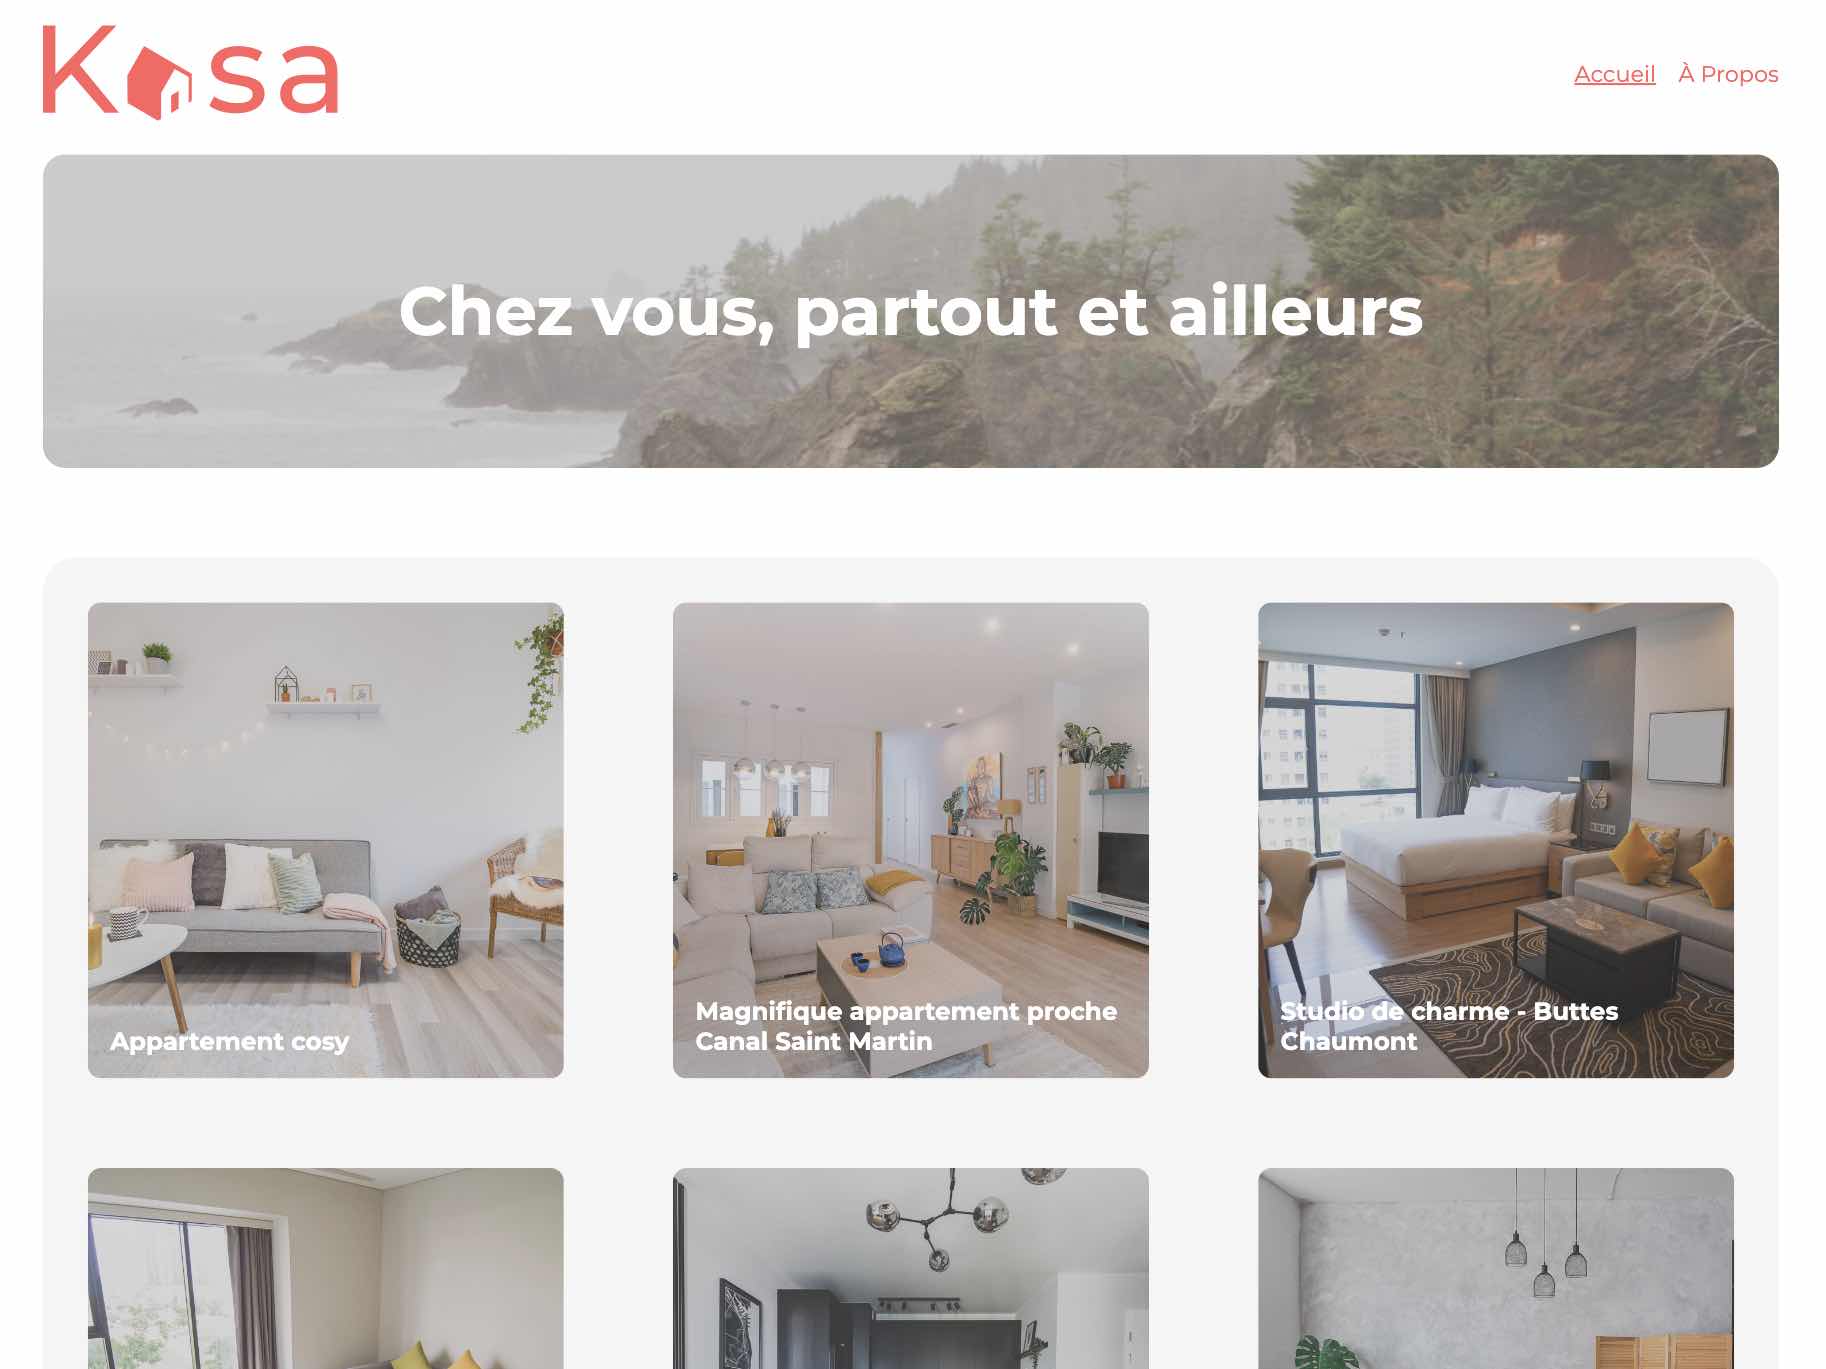 Kasa
Accueil À Propos
Chez vous, partout et ailleurs
Appartement cosy
Magnifique appartement proche
Canal Saint Martin
Studio de charme - Buttes
Chaumont